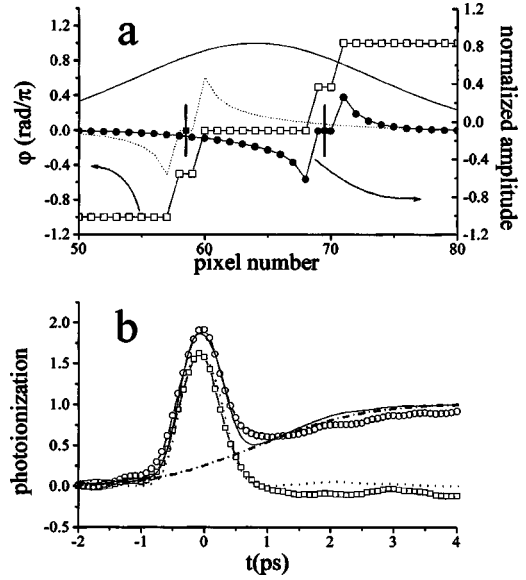 a
φ (rad/π)
1.2
0.8
0.4
0.0
-0.4
-0.8
-1.2
normalized amplitude
1.2
0.8
0.4
0.0
-0.4
-0.8
-1.2
50 60 70 80
pixel number
b
photoionization
2.0
1.5
1.0
0.5
0.0
-0.5
-2 -1 0 1 2 3 4
t(ps)